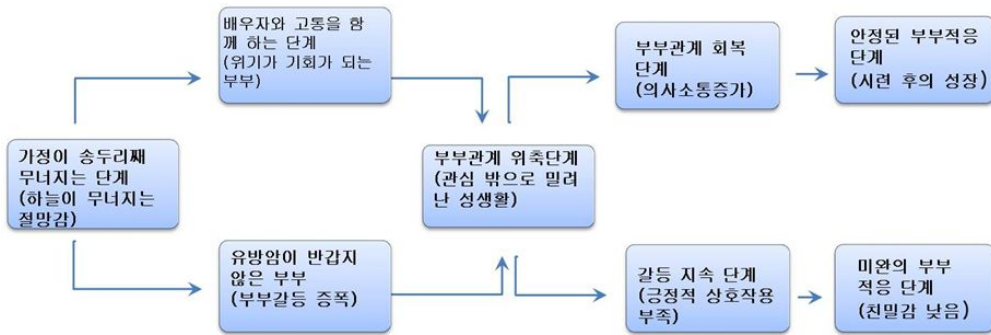 배우자와 고통을 함
께 하는 단계
(위기가 기회가 되는
부부)
부부관계 회복
단계
(의사소통증가)
안정된 부부적응
단계
(시련 후의 성장)
가정이 송두리째
무너지는 단계
(하늘이 무너지는
절망감)
부부관계 위축단계
(관심 밖으로 밀려
난 성생활)
유방암이 반갑지
않은 부부
(부부갈등 증폭)
갈등 지속 단계
(긍정적 상호작용
부족)
미완의 부부
적응 단계
(친밀감 낮음)